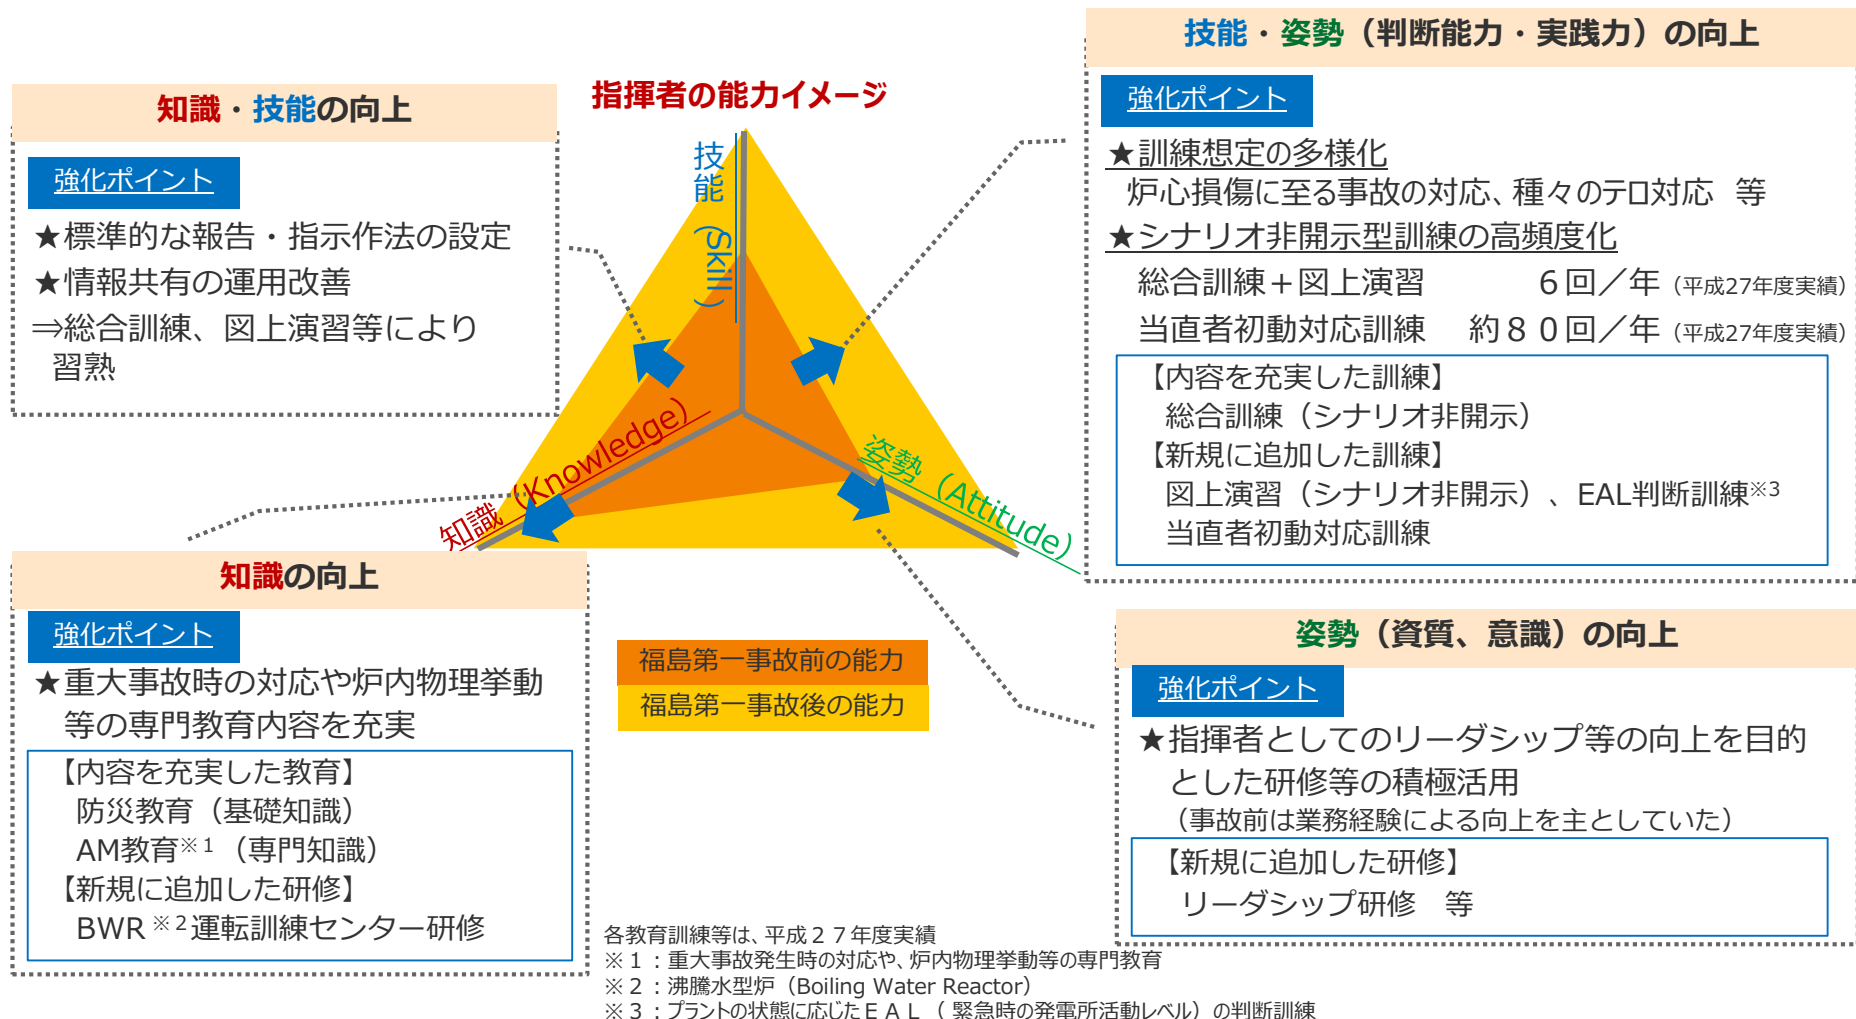 指揮者の能力イメージ
知識・技能の向上
強化ポイント
★標準的な報告・指示作法の設定
★情報共有の運用改善
⇒総合訓練、図上演習等により
習熟
技能・姿勢（判断能力・実践力）の向上
強化ポイント
★訓練想定の多様化
炉心損傷に至る事故の対応、種々のテロ対応　等
★シナリオ非開示型訓練の高頻度化
総合訓練＋図上演習　６回／年（平成27年度実績）
当直者初動対応訓練　約８０回／年（平成27年度実績）
【内容を充実した訓練】
総合訓練（シナリオ非開示）
【新規に追加した訓練】
図上演習（シナリオ非開示）、EAL判断訓練※3
当直者初動対応訓練
技能（Skill）
知識（Knowledge）
姿勢（Attitude）
知識の向上
強化ポイント
★重大事故時の対応や炉内物理挙動
等の専門教育内容を充実
【内容を充実した教育】
防災教育（基礎知識）
AM教育※1（専門知識）
【新規に追加した研修】
BWR※2運転訓練センター研修
福島第一事故前の能力
福島第一事故後の能力
姿勢（資質、意識）の向上
強化ポイント
★指揮者としてのリーダシップ等の向上を目的
とした研修等の積極活用
（事故前は業務経験による向上を主としていた）
【新規に追加した研修】
リーダシップ研修　等
各教育訓練等は、平成２７年度実績
※１：重大事故発生時の対応や、炉内物理挙動等の専門教育
※２：沸騰水型炉（Boiling Water Reactor）
※３：プラントの状態に応じたＥＡＬ（緊急時の発電所活動レベル）の判断訓練